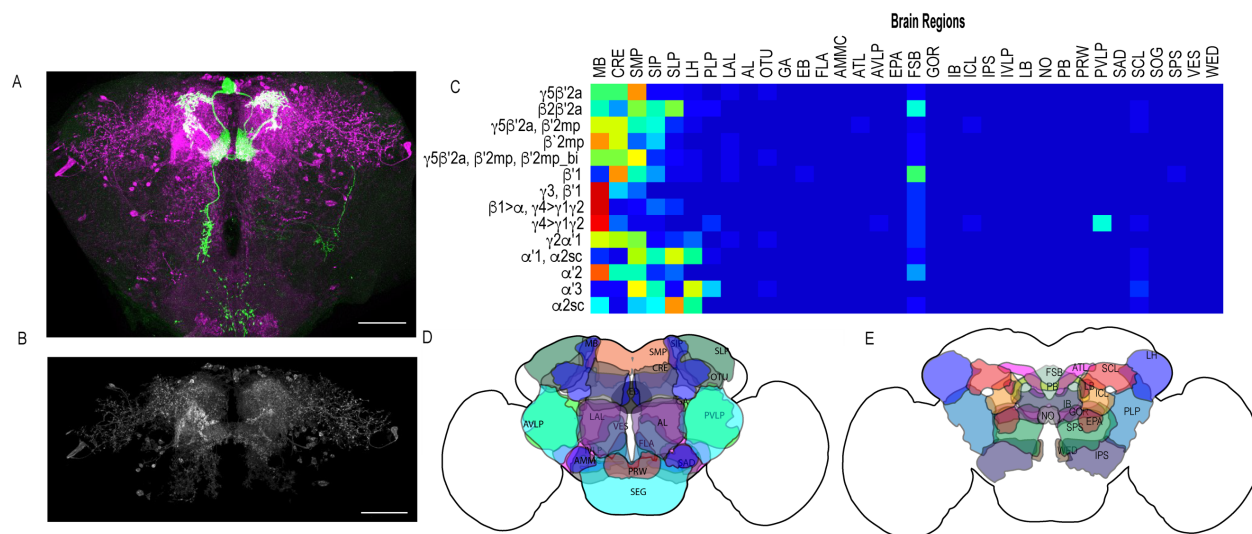 Brain Regions
A
C
MB CRE SMP SIP SLP LH PLP LAL AL OTU GA EB FLA AMMC ATL AVLP EPA FSB GOR IB ICL IPS IVLP LB NO PB PRW PVLP SAD SCL SOG SPS VES WED
γ5β'2a
β2β'2a
γ5β'2a, β'2mp
β`2mp
γ5β'2a, β'2mp, β'2mp_bi
β'1
γ3, β'1
β1>α, γ4>γ1γ2
γ4>γ1γ2
γ2α'1
α'1, α2sc
α'2
α'3
α2sc
B
D
MB SMP SIP SLP
CRE OTU
GA
LAL VES AL PVLP
AVLP
FLA
AMM PRW SAD
SEG
E
FSB ATL SCL LH
PB LB ICL
IB PLP
NO GOR EPA
SPS
WED IPS